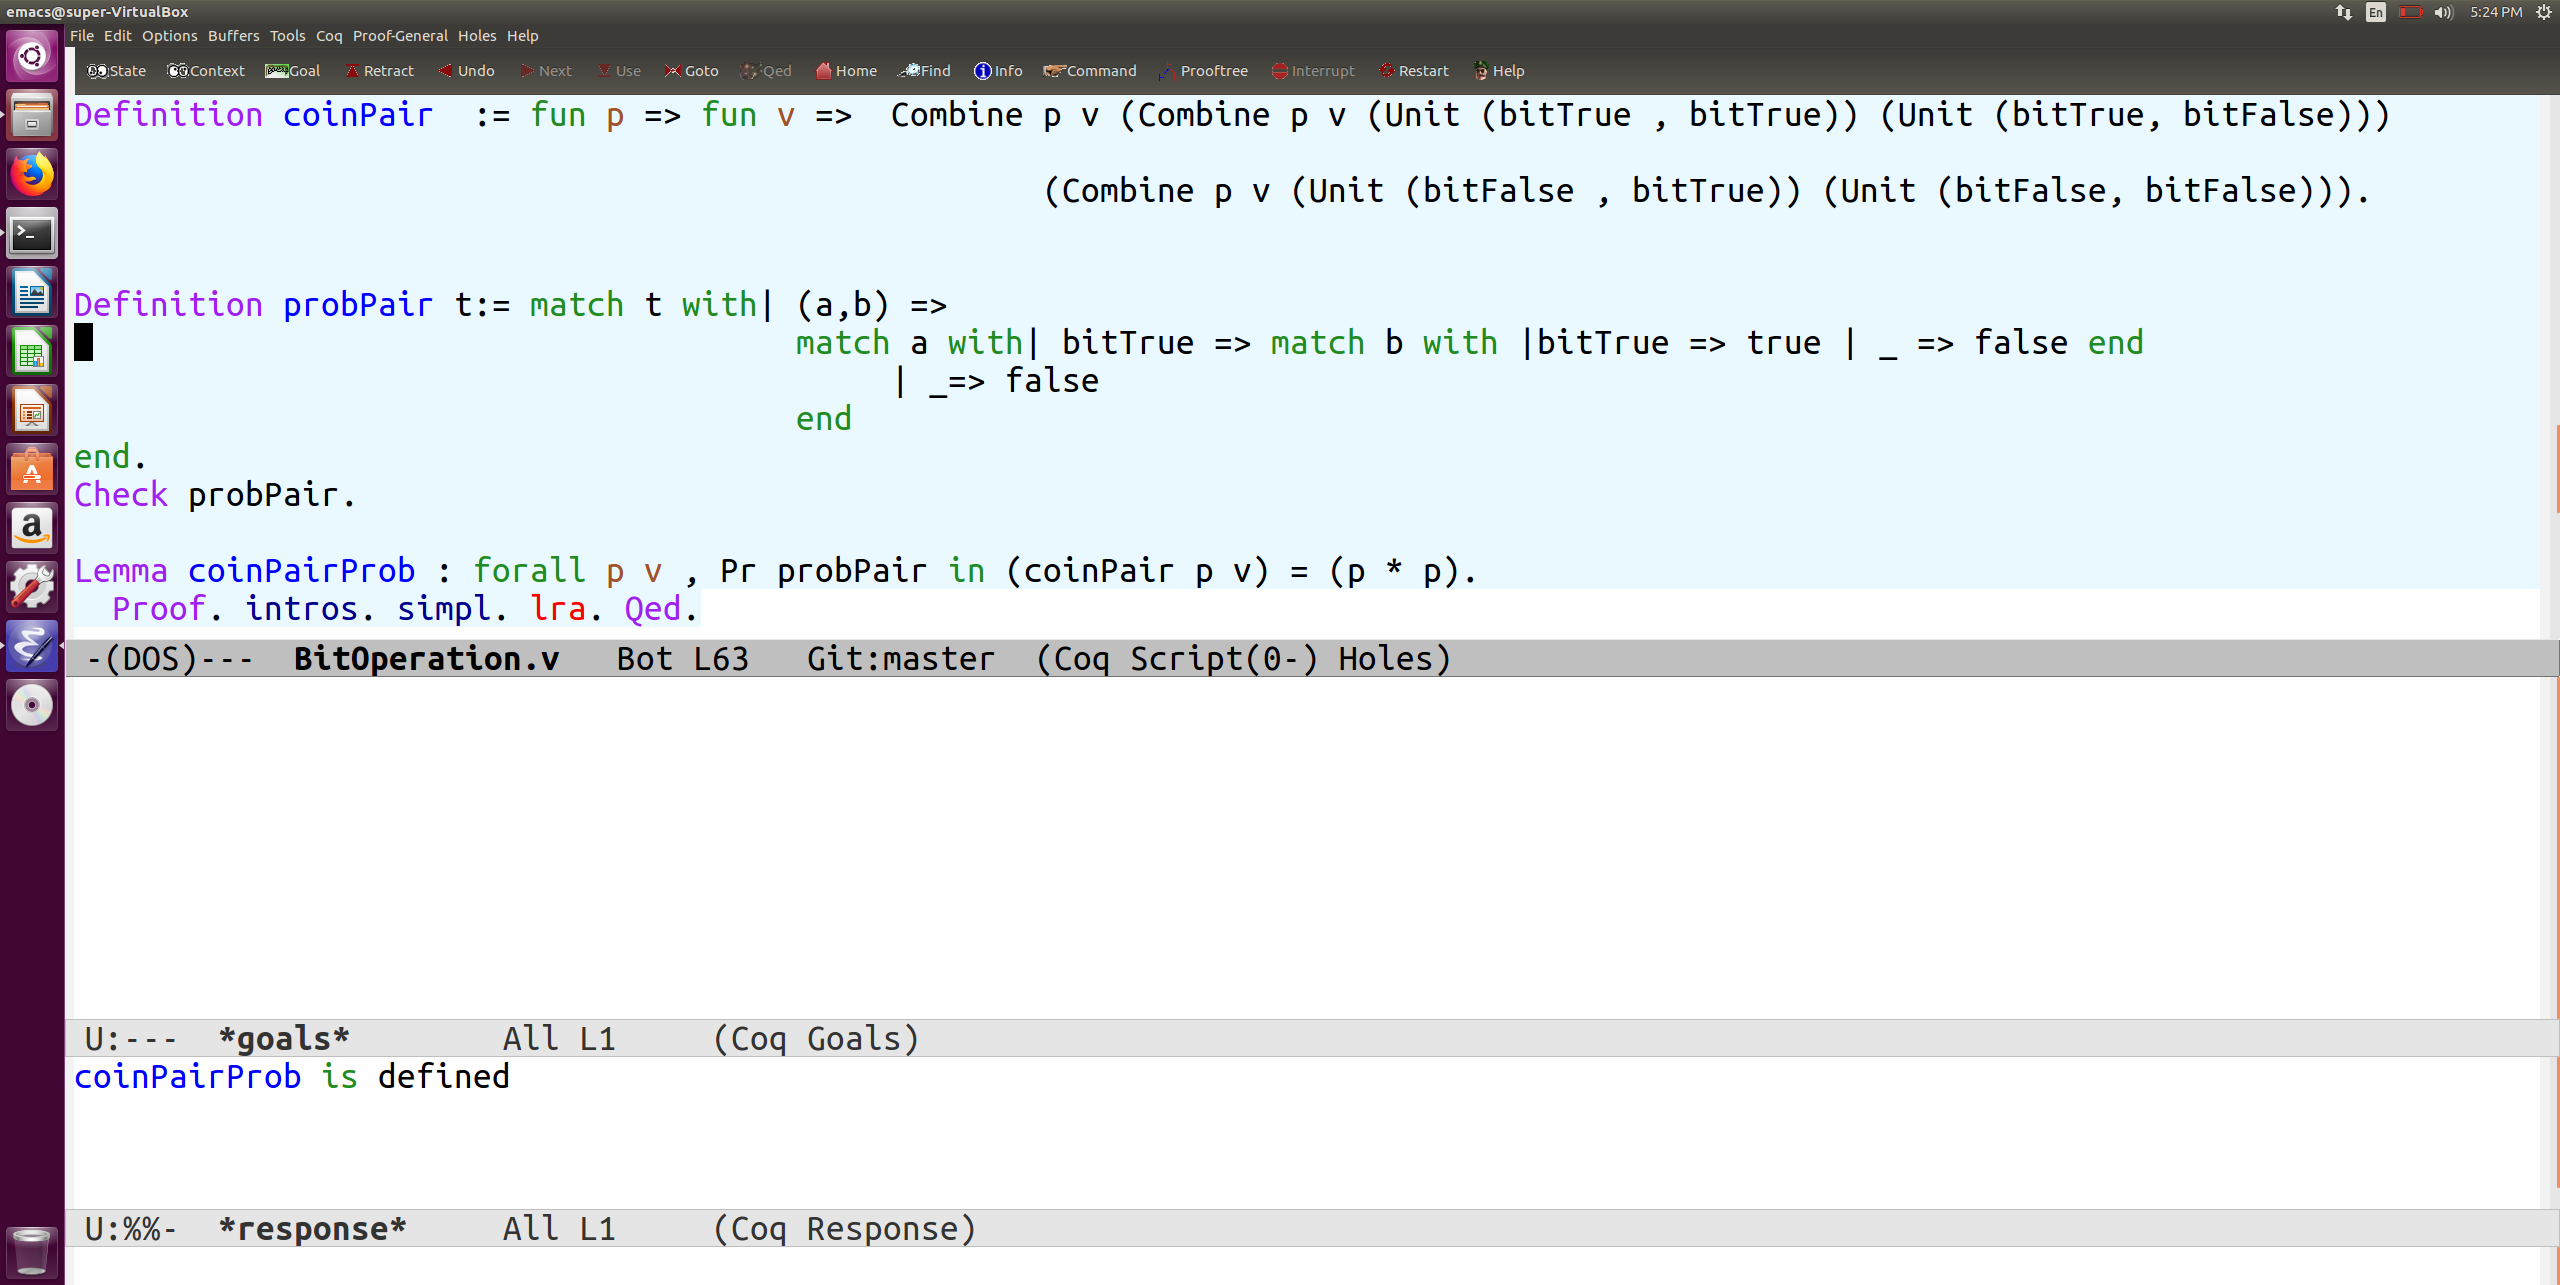 emacs@super-VirtualBox En 5:24 PM
File Edit Options Buffers Tools Coq Proof-General Holes Help
State Context Goal Retract Undo Next Use Goto Qed Home Find Info Command Prooftree Interrupt Restart Help
Definition coinPair := fun p => fun v => Combine p v (Combine p v (Unit (bitTrue , bitTrue)) (Unit (bitTrue, bitFalse)))
(Combine p v (Unit (bitFalse , bitTrue)) (Unit (bitFalse, bitFalse))).
Definition probPair t:= match t with| (a,b) =>
match a with| bitTrue => match b with |bitTrue => true | _ => false end
| _=> false
end
end.
Check probPair.
Lemma coinPairProb : forall p v , Pr probPair in (coinPair p v) = (p * p).
Proof. intros. simpl. lra. Qed.
-(DOS)--- BitOperation.v Bot L63 Git:master (Coq Script(0-) Holes)
U:--- *goals* All L1 (Coq Goals)
coinPairProb is defined
U:%%- *response* All L1 (Coq Response)